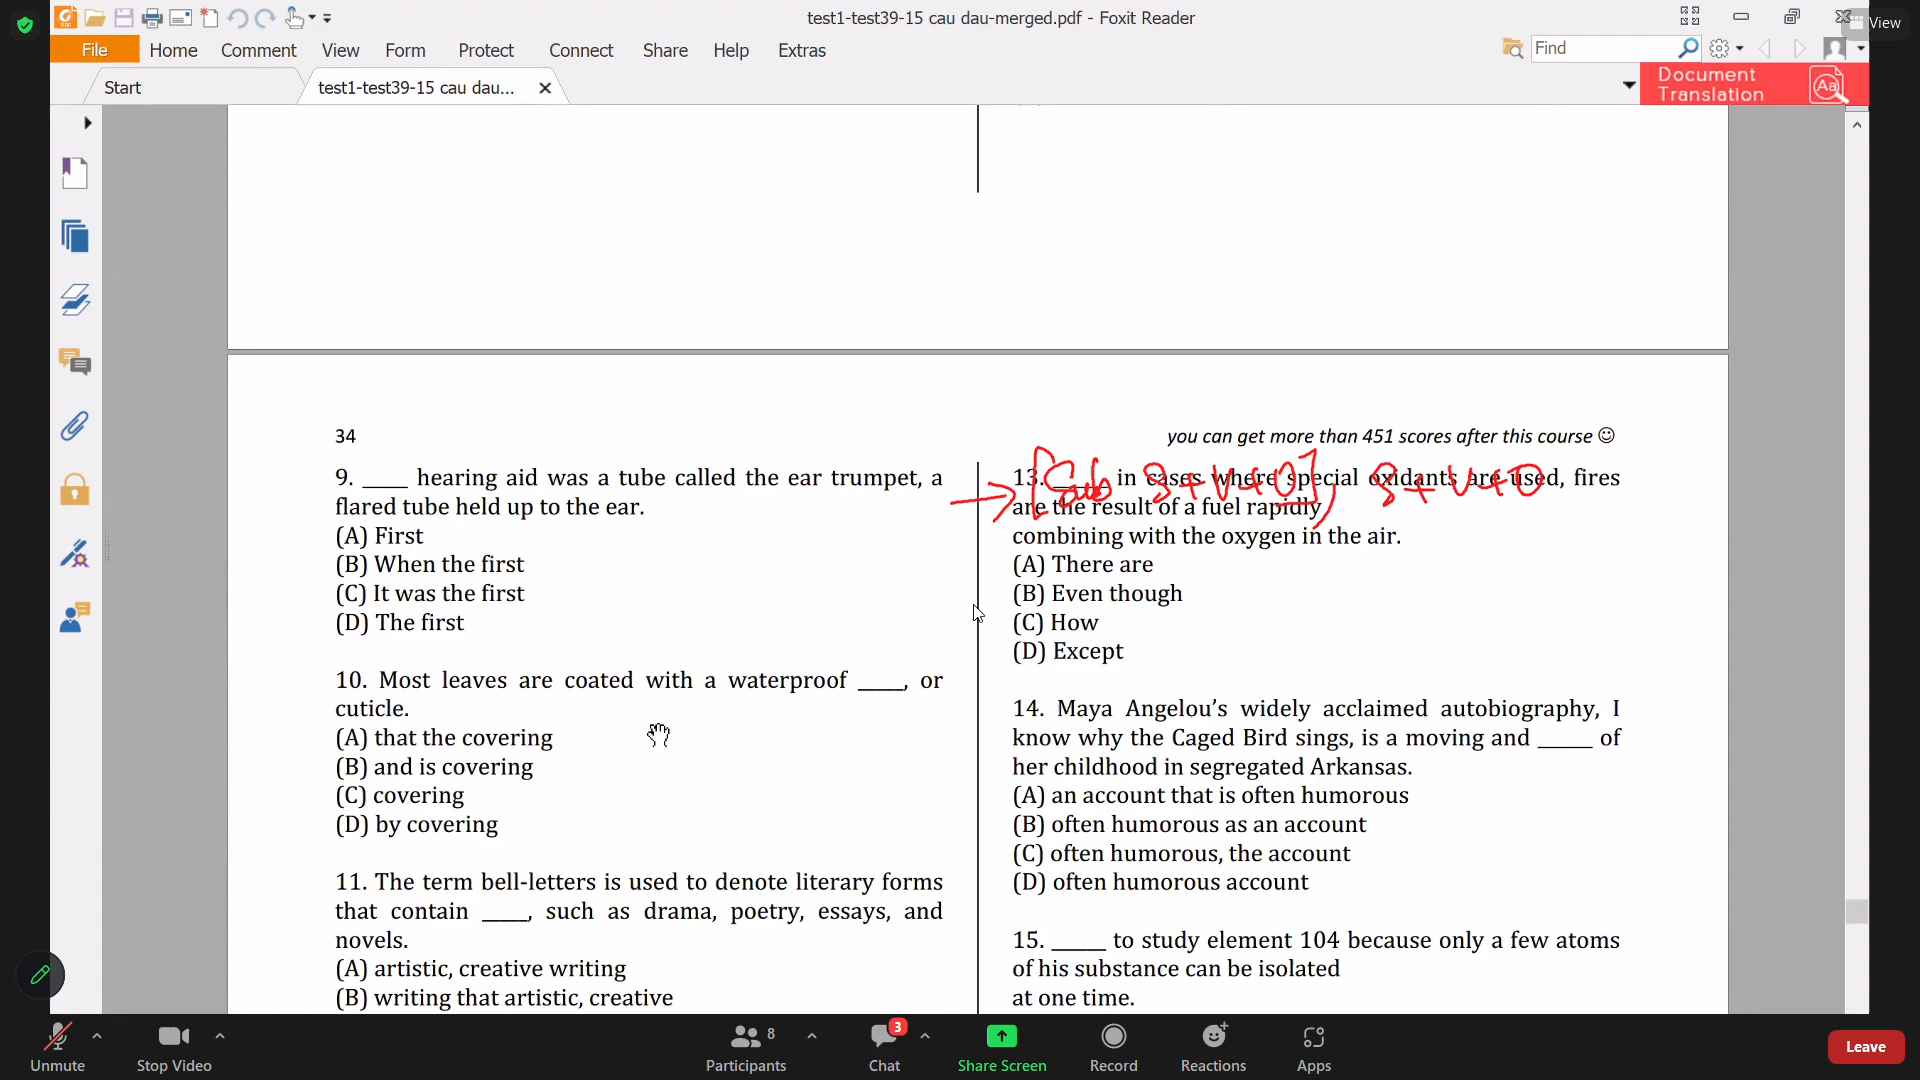 test1-test39-15 cau dau-merged.pdf - Foxit Reader
View
File Home Comment View Form Protect Connect Share Help Extras
Find
Start
test1-test39-15 cau dau...
Document
Translation
34
you can get more than 451 scores after this course ☺
9. ____ hearing aid was a tube called the ear trumpet, a
flared tube held up to the ear.
(A) First
(B) When the first
(C) It was the first
(D) The first
10. Most leaves are coated with a waterproof ____, or
cuticle.
(A) that the covering
(B) and is covering
(C) covering
(D) by covering
11. The term bell-letters is used to denote literary forms
that contain ____, such as drama, poetry, essays, and
novels.
(A) artistic, creative writing
(B) writing that artistic, creative
→ [Sub S+V+O], S+V+O
13. ____ in cases where special oxidants are used, fires
are the result of a fuel rapidly
combining with the oxygen in the air.
(A) There are
(B) Even though
(C) How
(D) Except
14. Maya Angelou’s widely acclaimed autobiography, I
know why the Caged Bird sings, is a moving and _____ of
her childhood in segregated Arkansas.
(A) an account that is often humorous
(B) often humorous as an account
(C) often humorous, the account
(D) often humorous account
15. _____ to study element 104 because only a few atoms
of his substance can be isolated
at one time.
Unmute
Stop Video
8
Participants
3
Chat
Share Screen
Record
Reactions
Apps
Leave